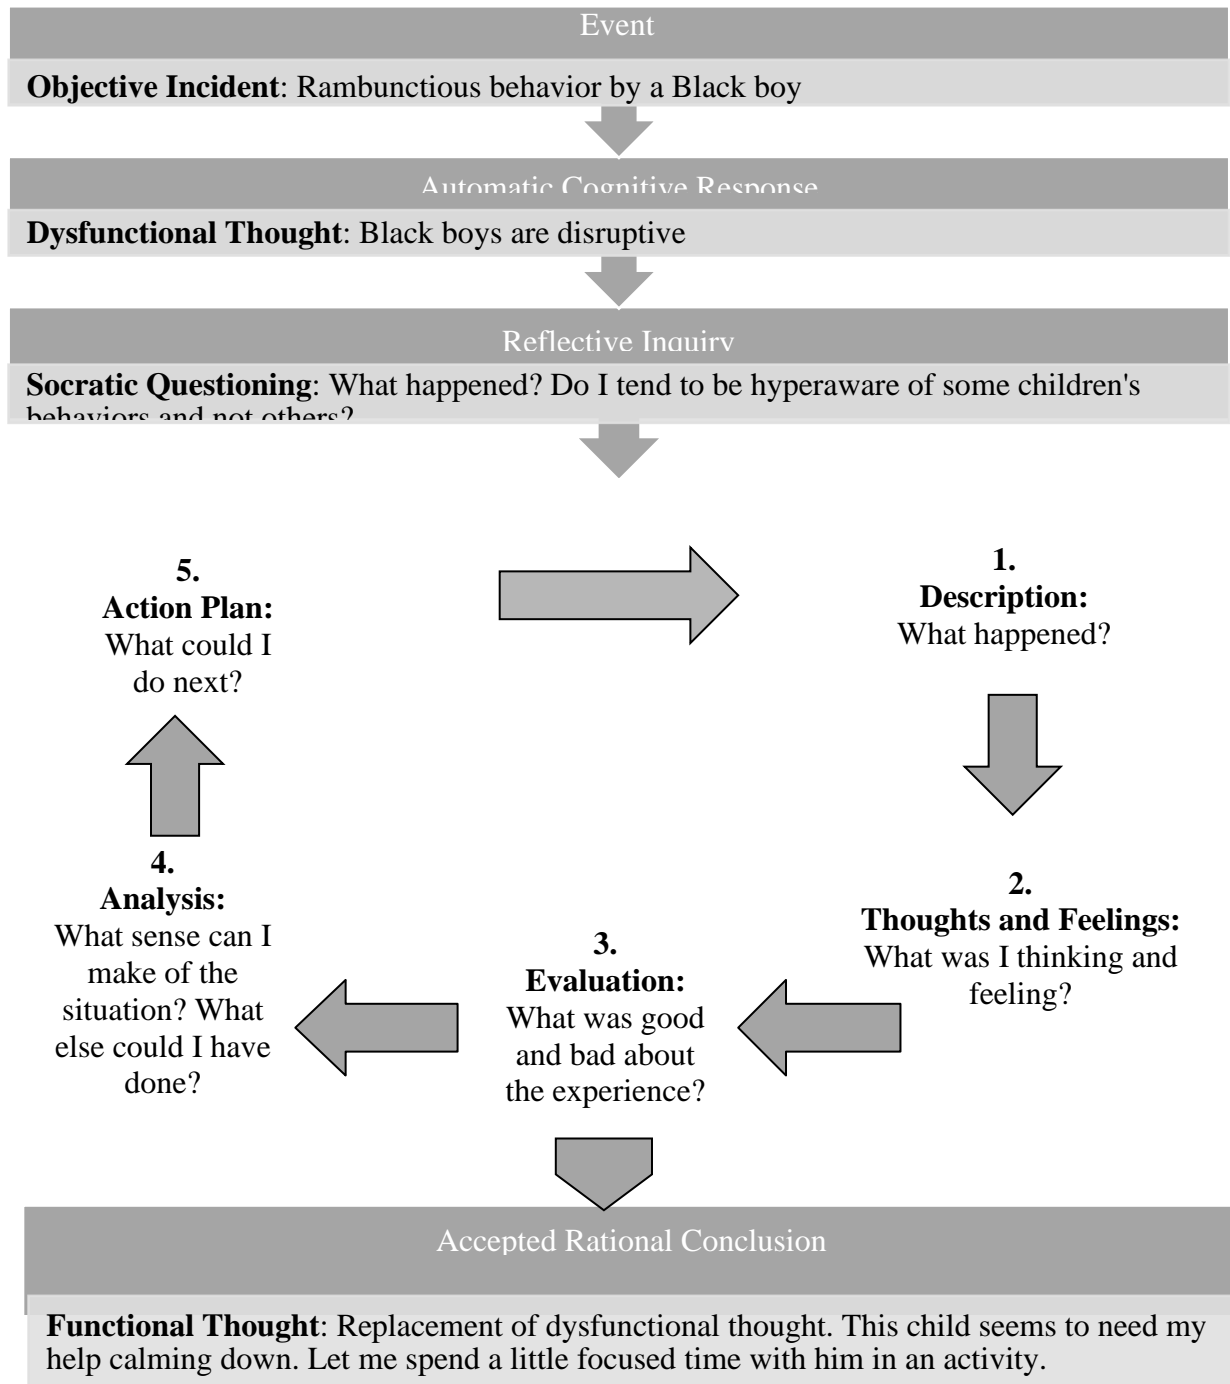 Event
Objective Incident: Rambunctious behavior by a Black boy
Automatic Cognitive Response
Dysfunctional Thought: Black boys are disruptive
Reflective Inquiry
Socratic Questioning: What happened? Do I tend to be hyperaware of some children's
behaviors and not others?
5.
Action Plan:
What could I
do next?
1.
Description:
What happened?
2.
Thoughts and Feelings:
What was I thinking and
feeling?
3.
Evaluation:
What was good
and bad about
the experience?
4.
Analysis:
What sense can I
make of the
situation? What
else could I have
done?
Accepted Rational Conclusion
Functional Thought: Replacement of dysfunctional thought. This child seems to need my
help calming down. Let me spend a little focused time with him in an activity.